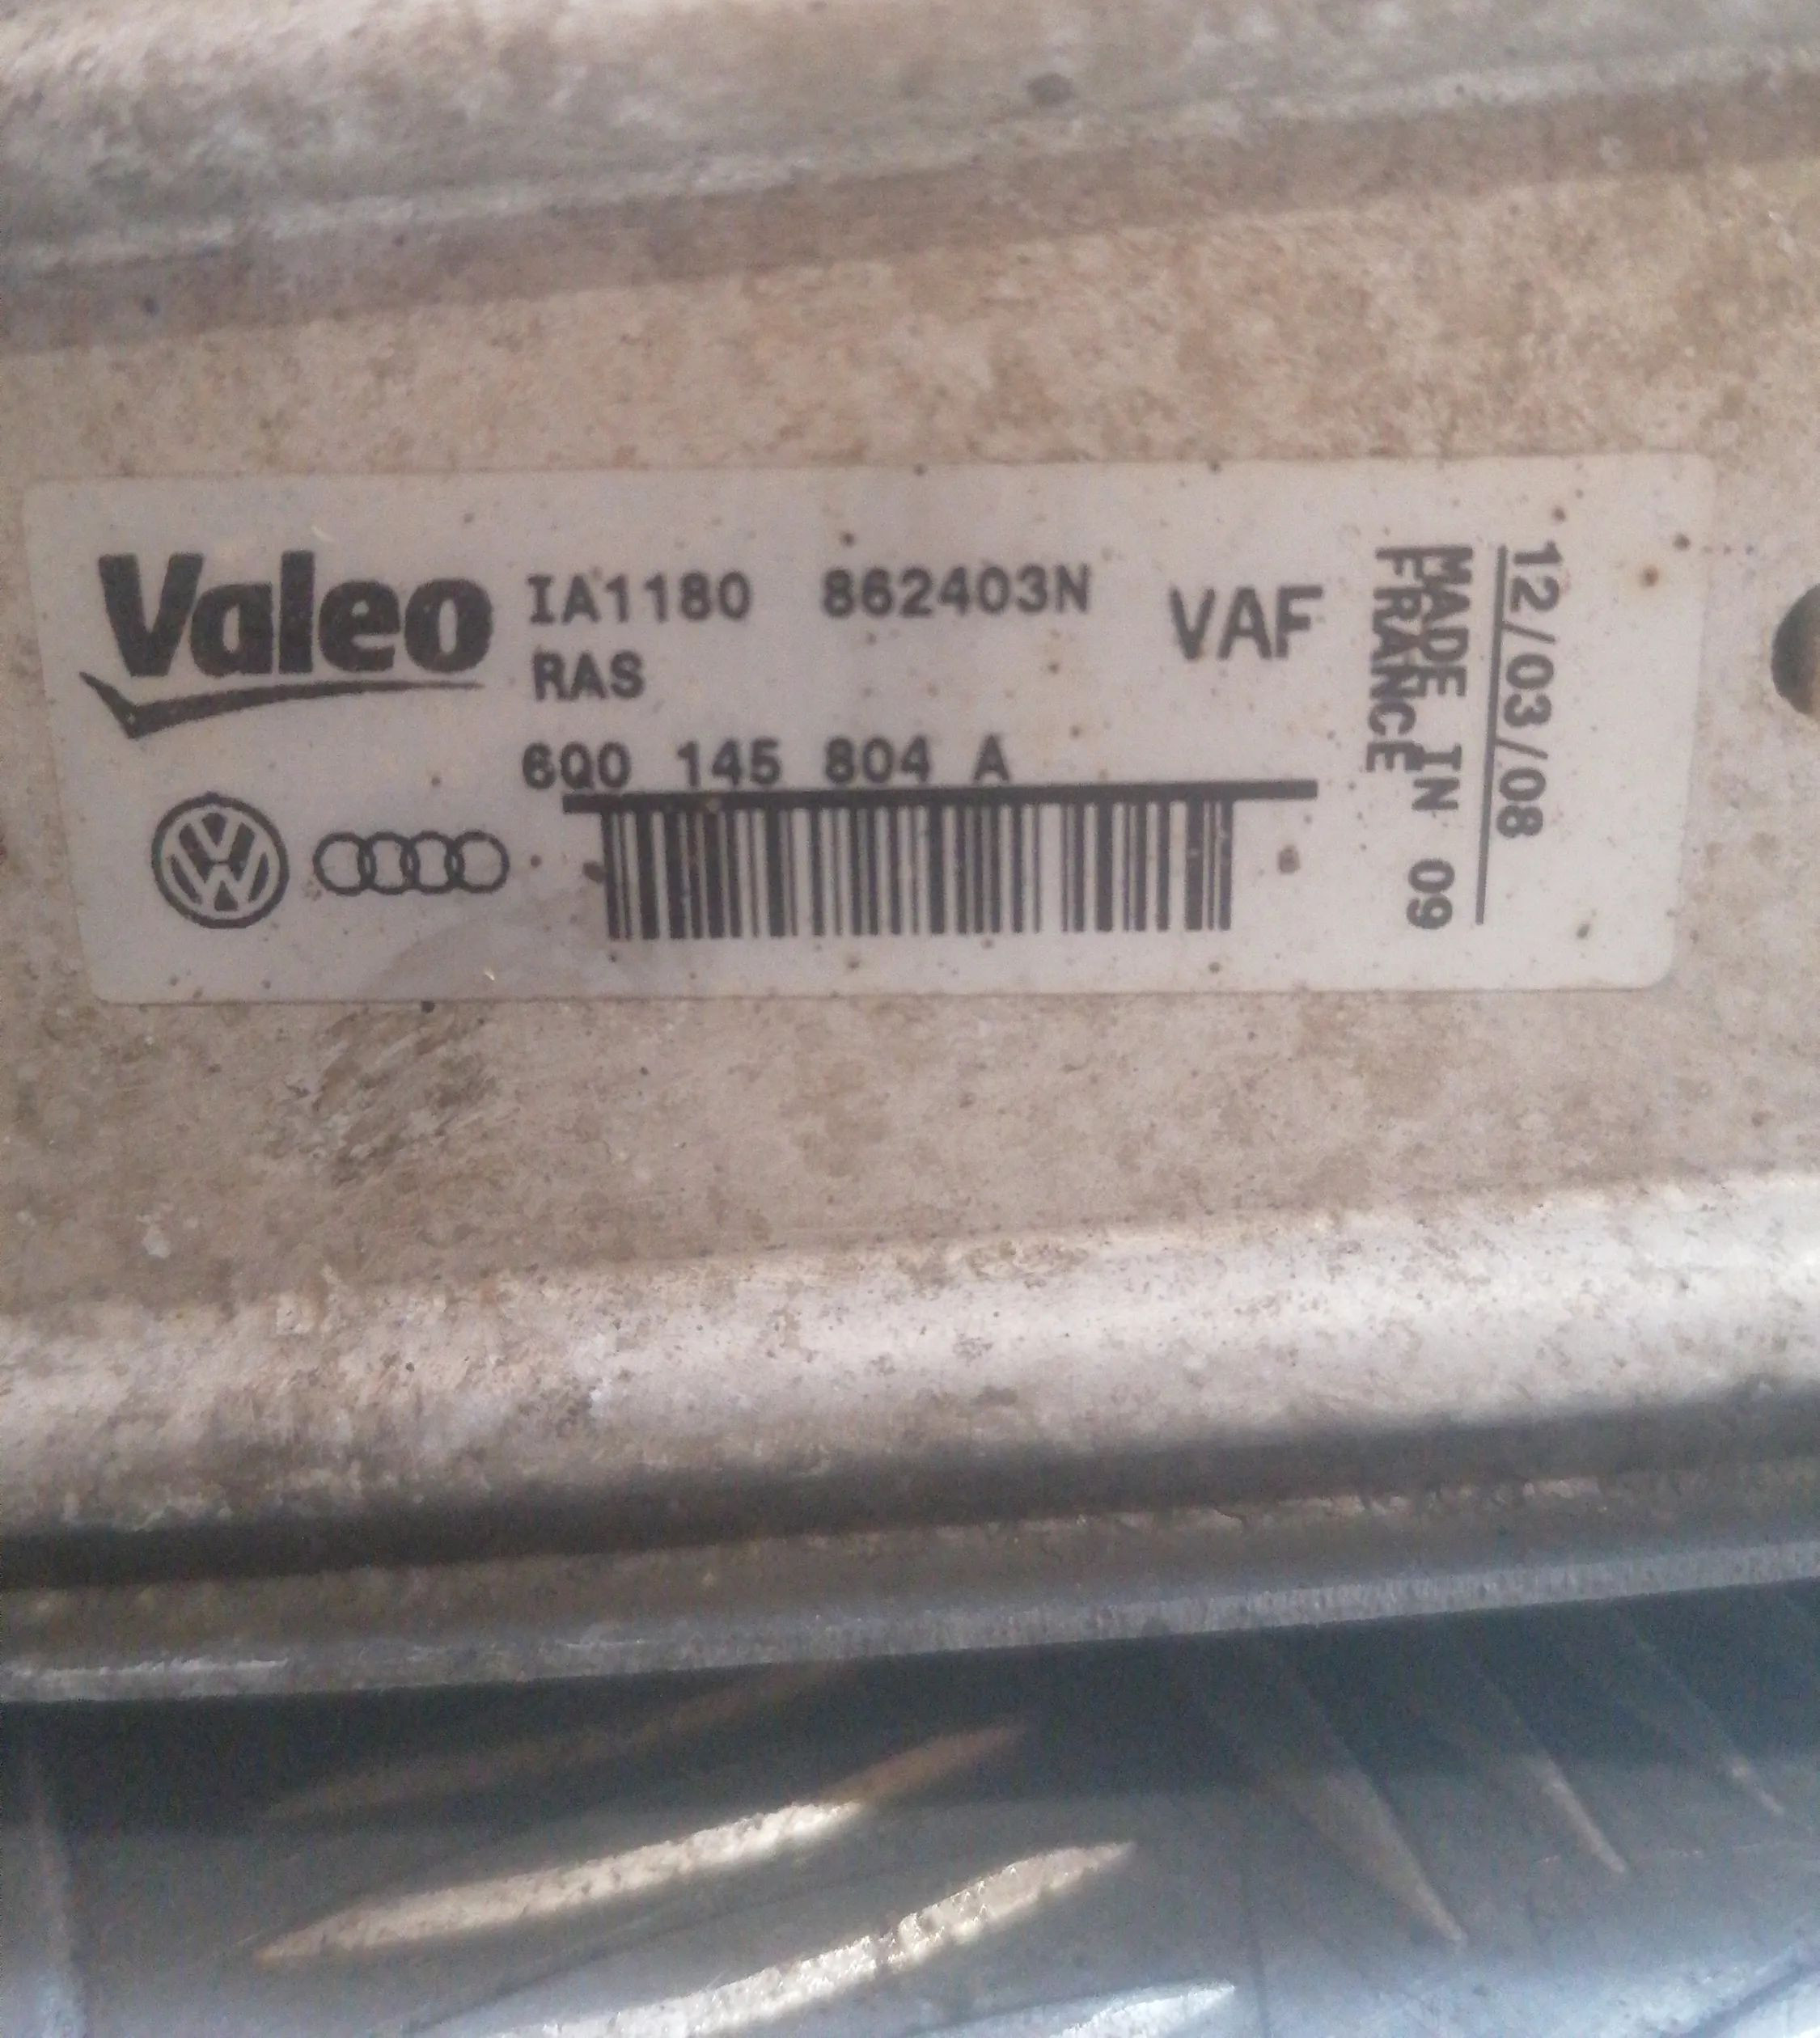 Valeo
IA1180 862403N
RAS
VAF
6Q0 145 804 A
12/03/08
MADE IN 09
FRANCE